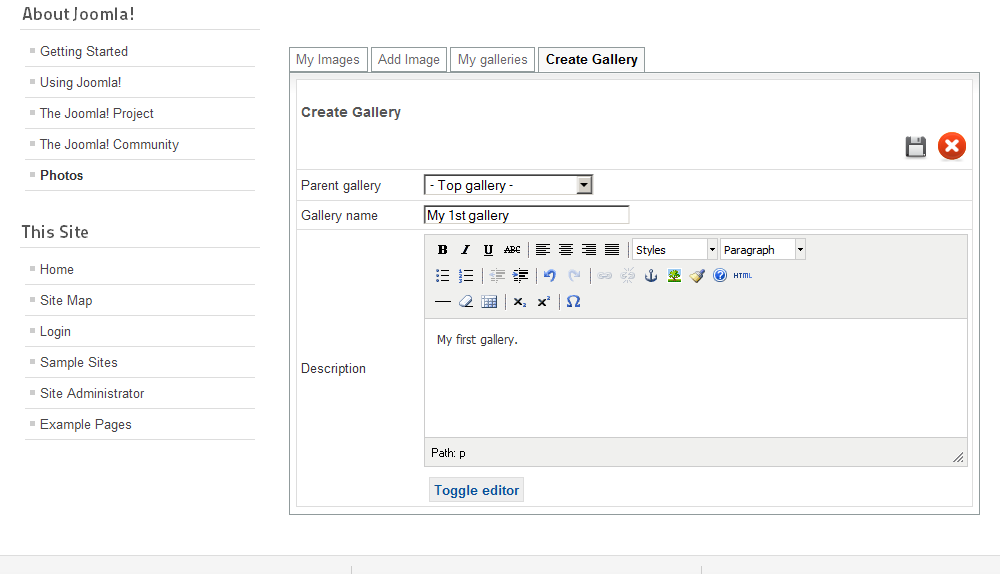 About Joomla!
Getting Started
Using Joomla!
The Joomla! Project
The Joomla! Community
Photos
This Site
Home
Site Map
Login
Sample Sites
Site Administrator
Example Pages
My Images Add Image My galleries Create Gallery
Create Gallery
Parent gallery - Top gallery -
Gallery name My 1st gallery
B I U ABC Styles Paragraph
HTML
x₂ x²  Ω
Description
My first gallery.
Path: p
Toggle editor